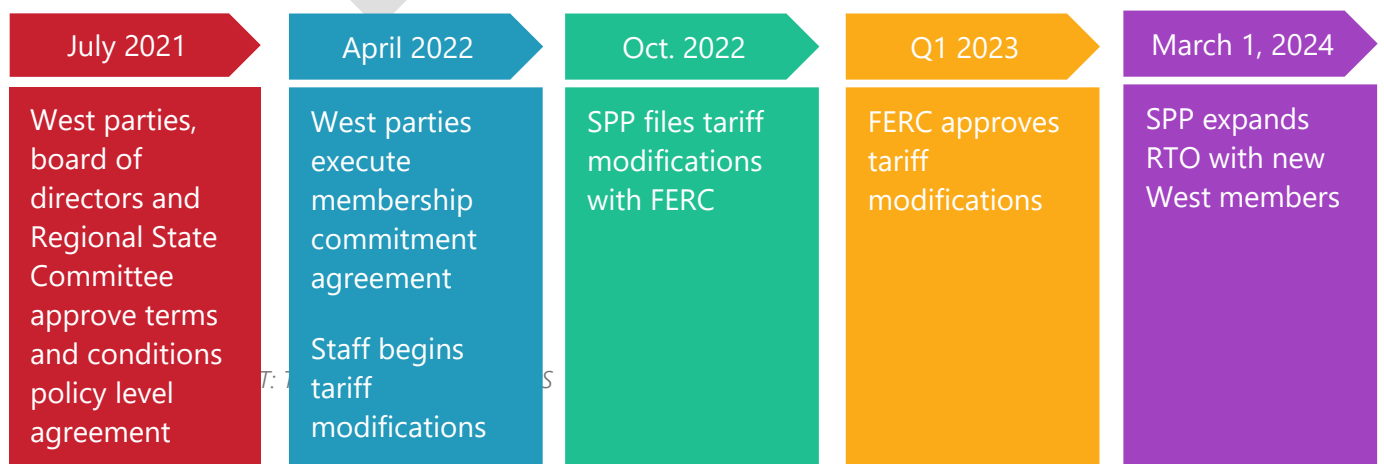 July 2021
West parties,
board of
directors and
Regional State
Committee
approve terms
and conditions
policy level
agreement
April 2022
West parties
execute
membership
commitment
agreement
Staff begins
tariff
modifications
Oct. 2022
SPP files tariff
modifications
with FERC
Q1 2023
FERC approves
tariff
modifications
March 1, 2024
SPP expands
RTO with new
West members